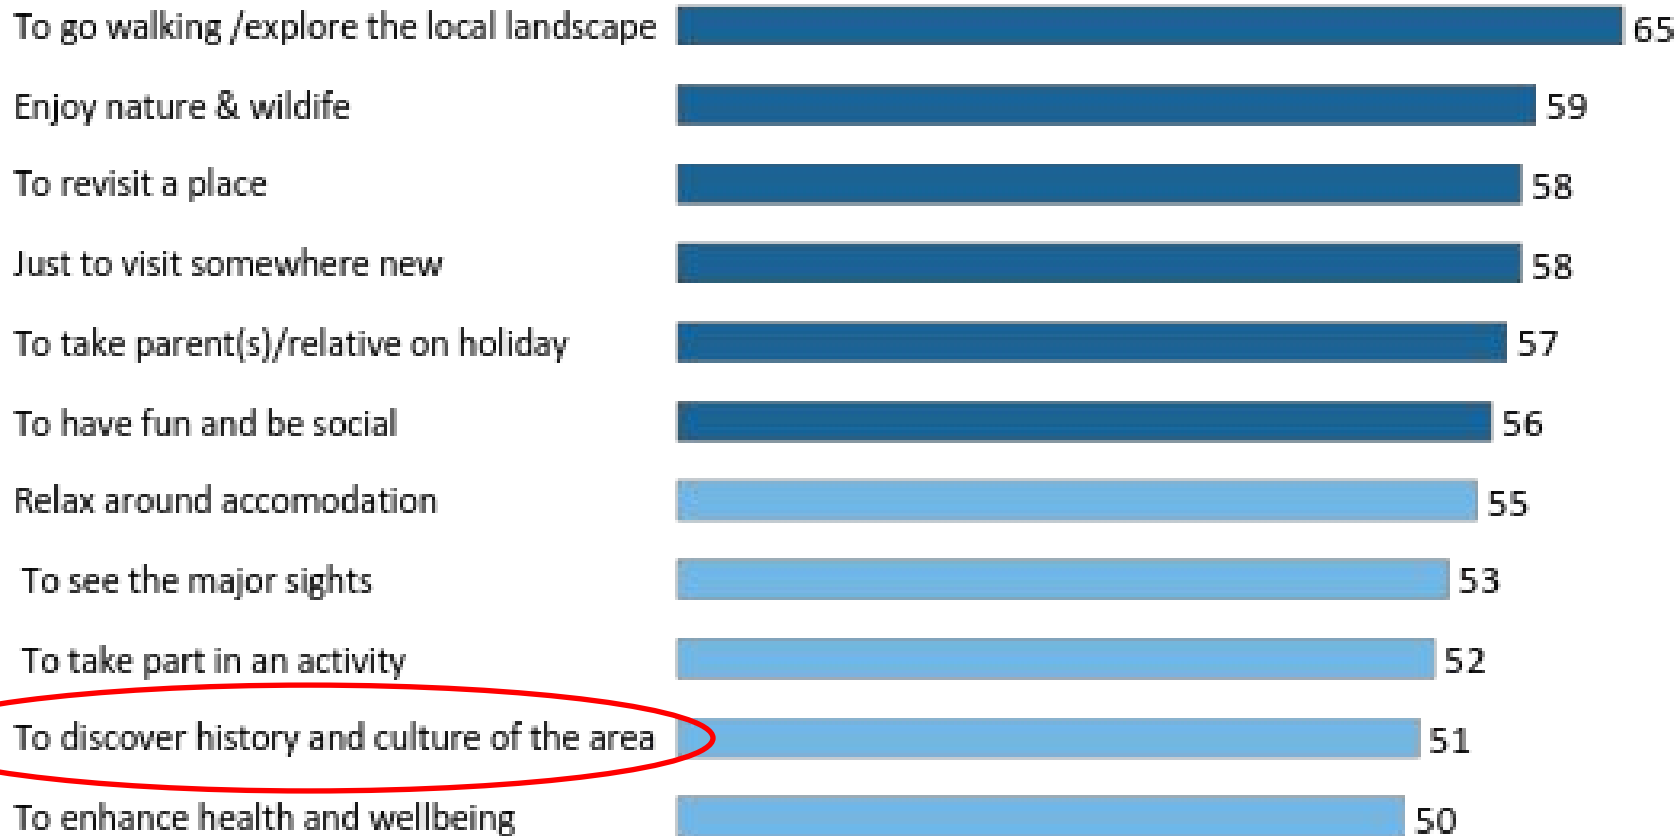 To go walking /explore the local landscape 65
Enjoy nature & wildife 59
To revisit a place 58
Just to visit somewhere new 58
To take parent(s)/relative on holiday 57
To have fun and be social 56
Relax around accomodation 55
To see the major sights 53
To take part in an activity 52
To discover history and culture of the area 51
To enhance health and wellbeing 50